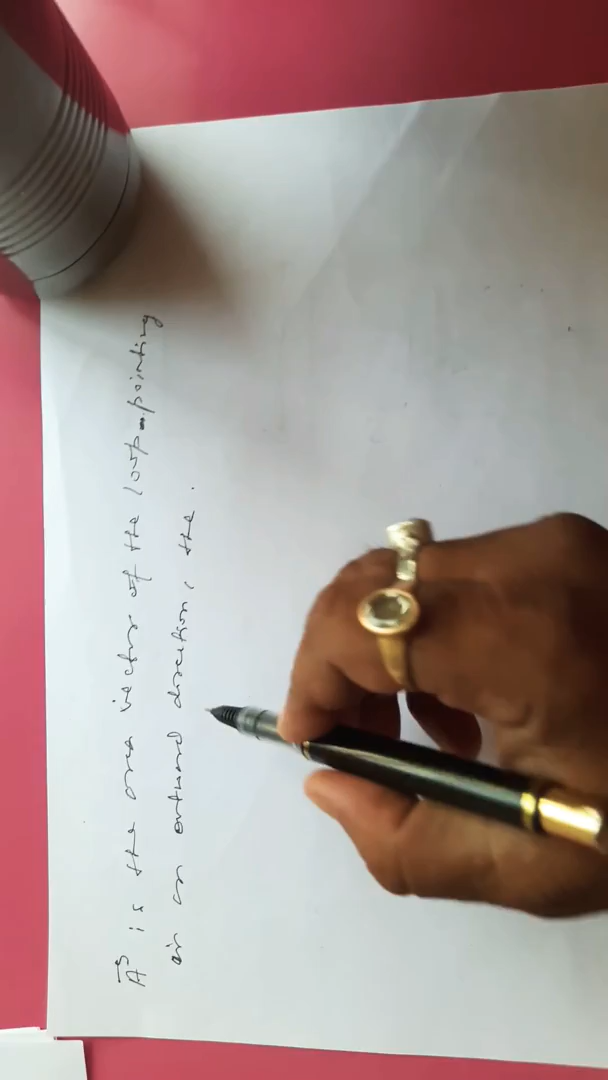 A⃗ is the area vector of the loop pointing
in an outward direction, the.